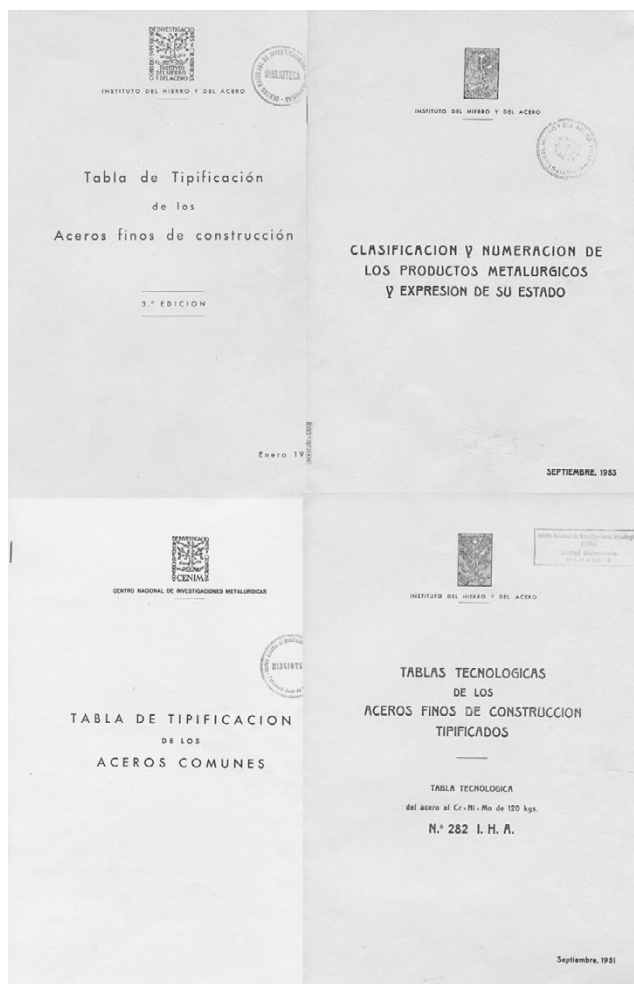 INSTITUTO DEL HIERRO Y DEL ACERO
BIBLIOTECA
Tabla de Tipificación
de los
Aceros finos de construcción
3.ª EDICION
Enero 19
INSTITUTO DEL HIERRO Y DEL ACERO
CLASIFICACION Y NUMERACION DE
LOS PRODUCTOS METALURGICOS
Y EXPRESION DE SU ESTADO
SEPTIEMBRE, 1953
CENIM
CENTRO NACIONAL DE INVESTIGACIONES METALURGICAS
BIBLIOTE
TABLA DE TIPIFICACION
DE LOS
ACEROS COMUNES
Ciudad Universitaria
INSTITUTO DEL HIERRO Y DEL ACERO
TABLAS TECNOLOGICAS
DE LOS
ACEROS FINOS DE CONSTRUCCION
TIPIFICADOS
TABLA TECNOLOGICA
del acero al Cr - Ni - Mo de 120 kgs.
N.º 282 I. H. A.
Septiembre, 1951